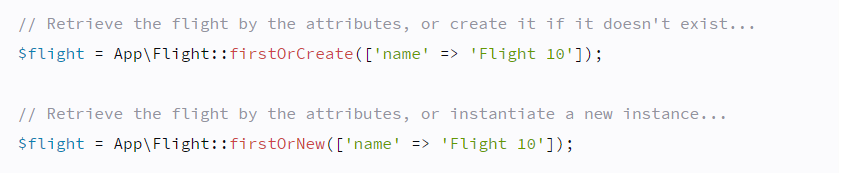 // Retrieve the flight by the attributes, or create it if it doesn't exist...
$flight = App\Flight::firstOrCreate(['name' => 'Flight 10']);
// Retrieve the flight by the attributes, or instantiate a new instance...
$flight = App\Flight::firstOrNew(['name' => 'Flight 10']);